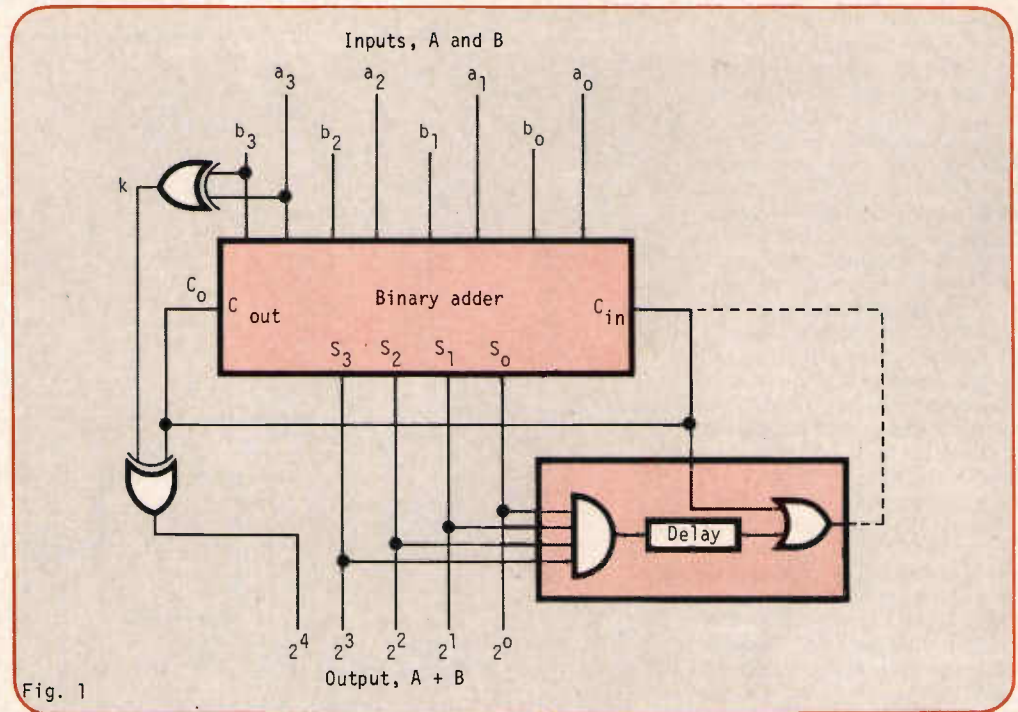 Inputs, A and B
a3 a2 a1 ao
b3 b2 b1 bo
k
Co
C out
Binary adder
C in
S3 S2 S1 So
Delay
2^4 2^3 2^2 2^1 2^o
Output, A + B
Fig. 1